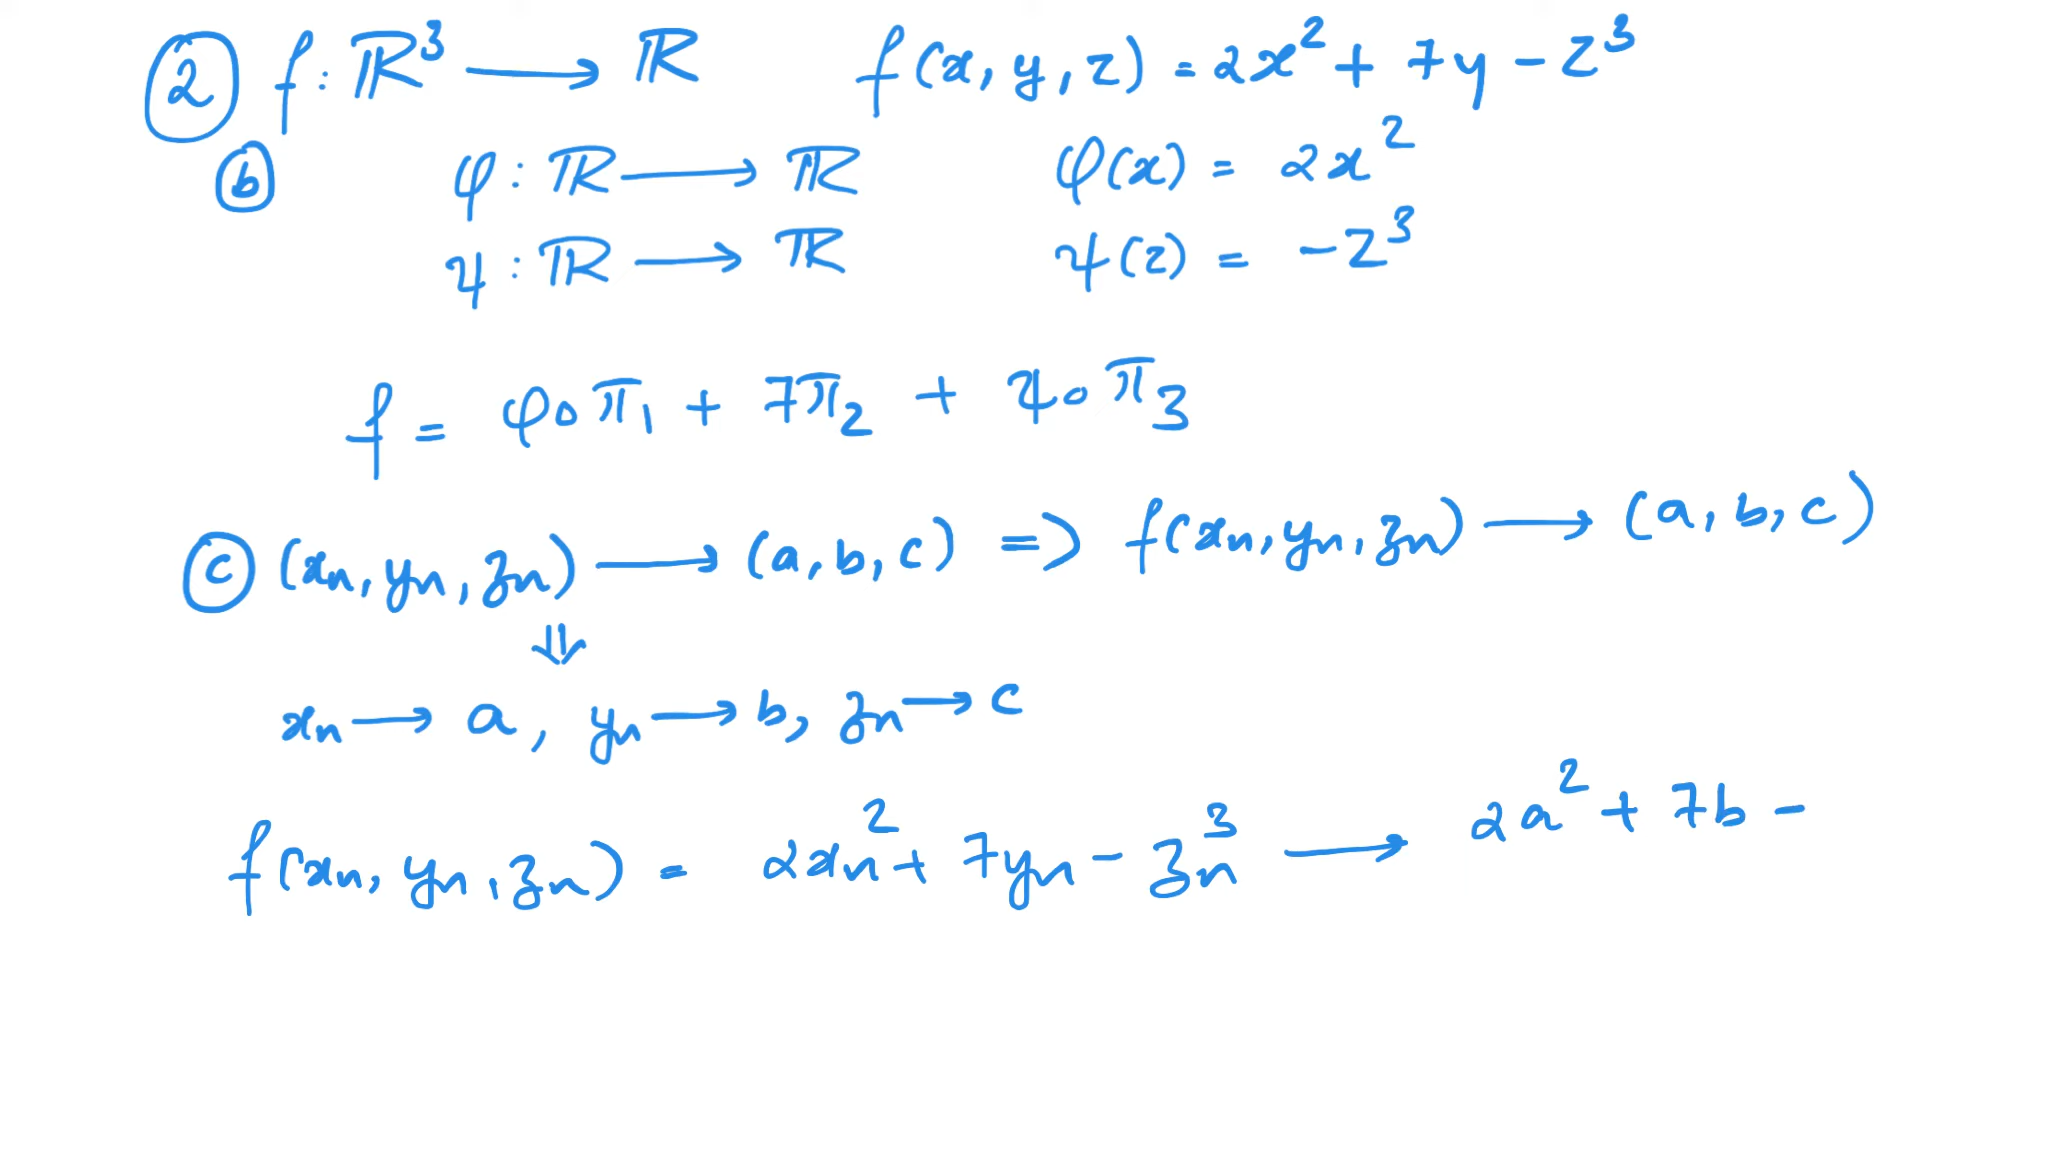 ② f : ℝ³ ⟶ ℝ f(x, y, z) = 2x² + 7y − z³
ⓑ φ : ℝ ⟶ ℝ φ(x) = 2x²
ψ : ℝ ⟶ ℝ ψ(z) = −z³
f = φ∘π₁ + 7π₂ + ψ∘π₃
ⓒ (xₙ, yₙ, zₙ) ⟶ (a, b, c) ⇒ f(xₙ, yₙ, zₙ) ⟶ (a, b, c)
⇓
xₙ ⟶ a, yₙ ⟶ b, zₙ ⟶ c
f(xₙ, yₙ, zₙ) = 2xₙ² + 7yₙ − zₙ³ ⟶ 2a² + 7b −